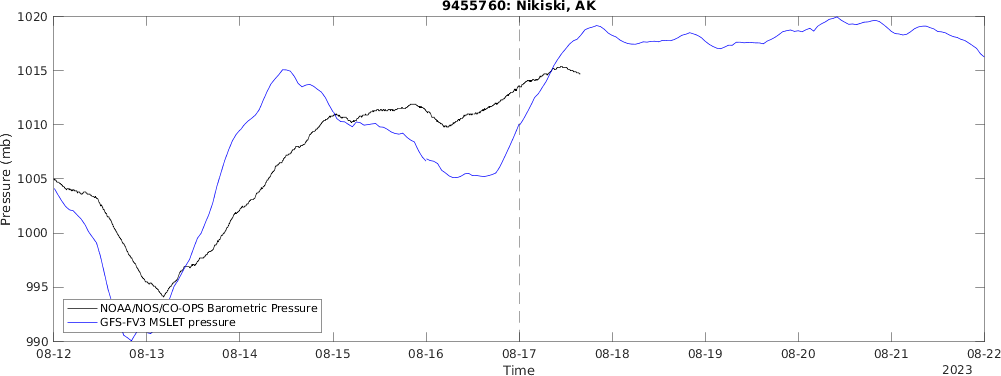 9455760: Nikiski, AK
1020
1015
1010
1005
1000
995
990
Pressure (mb)
NOAA/NOS/CO-OPS Barometric Pressure
GFS-FV3 MSLET pressure
08-12 08-13 08-14 08-15 08-16 08-17 08-18 08-19 08-20 08-21 08-22
Time
2023